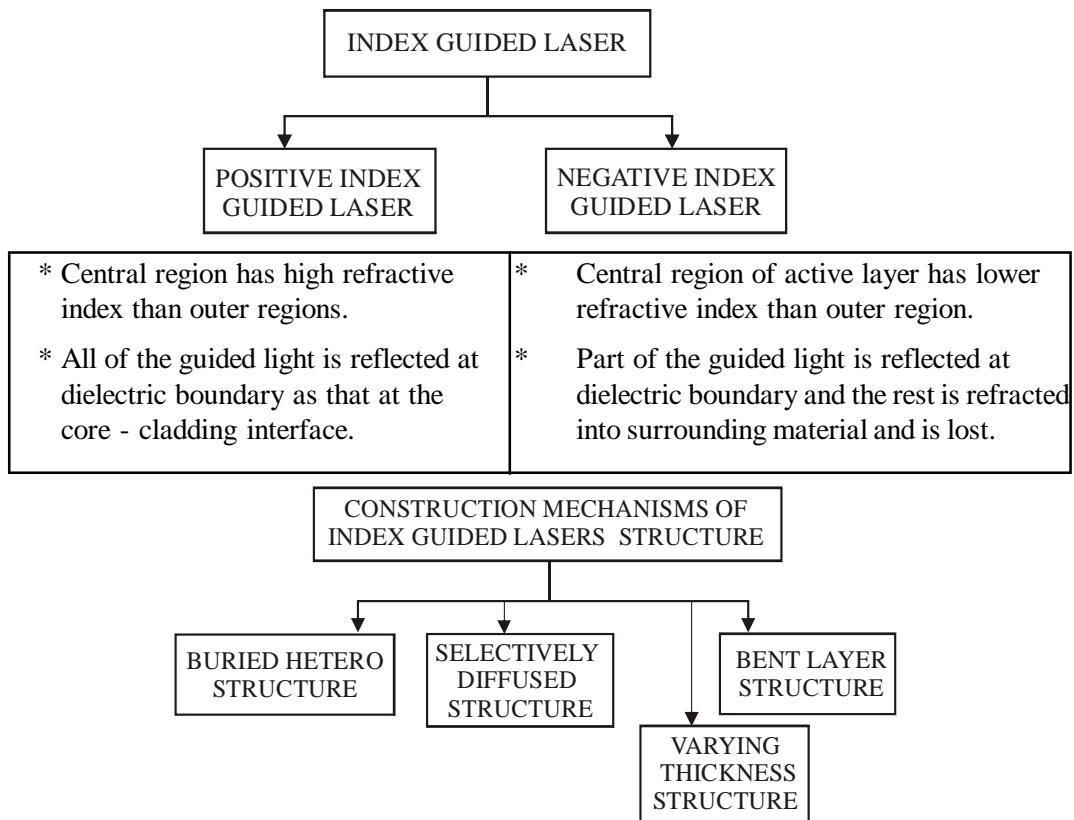 INDEX GUIDED LASER
POSITIVE INDEX
GUIDED LASER
NEGATIVE INDEX
GUIDED LASER
* Central region has high refractive
index than outer regions.
* All of the guided light is reflected at
dielectric boundary as that at the
core - cladding interface.
* Central region of active layer has lower
refractive index than outer region.
* Part of the guided light is reflected at
dielectric boundary and the rest is refracted
into surrounding material and is lost.
CONSTRUCTION MECHANISMS OF
INDEX GUIDED LASERS STRUCTURE
BURIED HETERO
STRUCTURE
SELECTIVELY
DIFFUSED
STRUCTURE
VARYING
THICKNESS
STRUCTURE
BENT LAYER
STRUCTURE